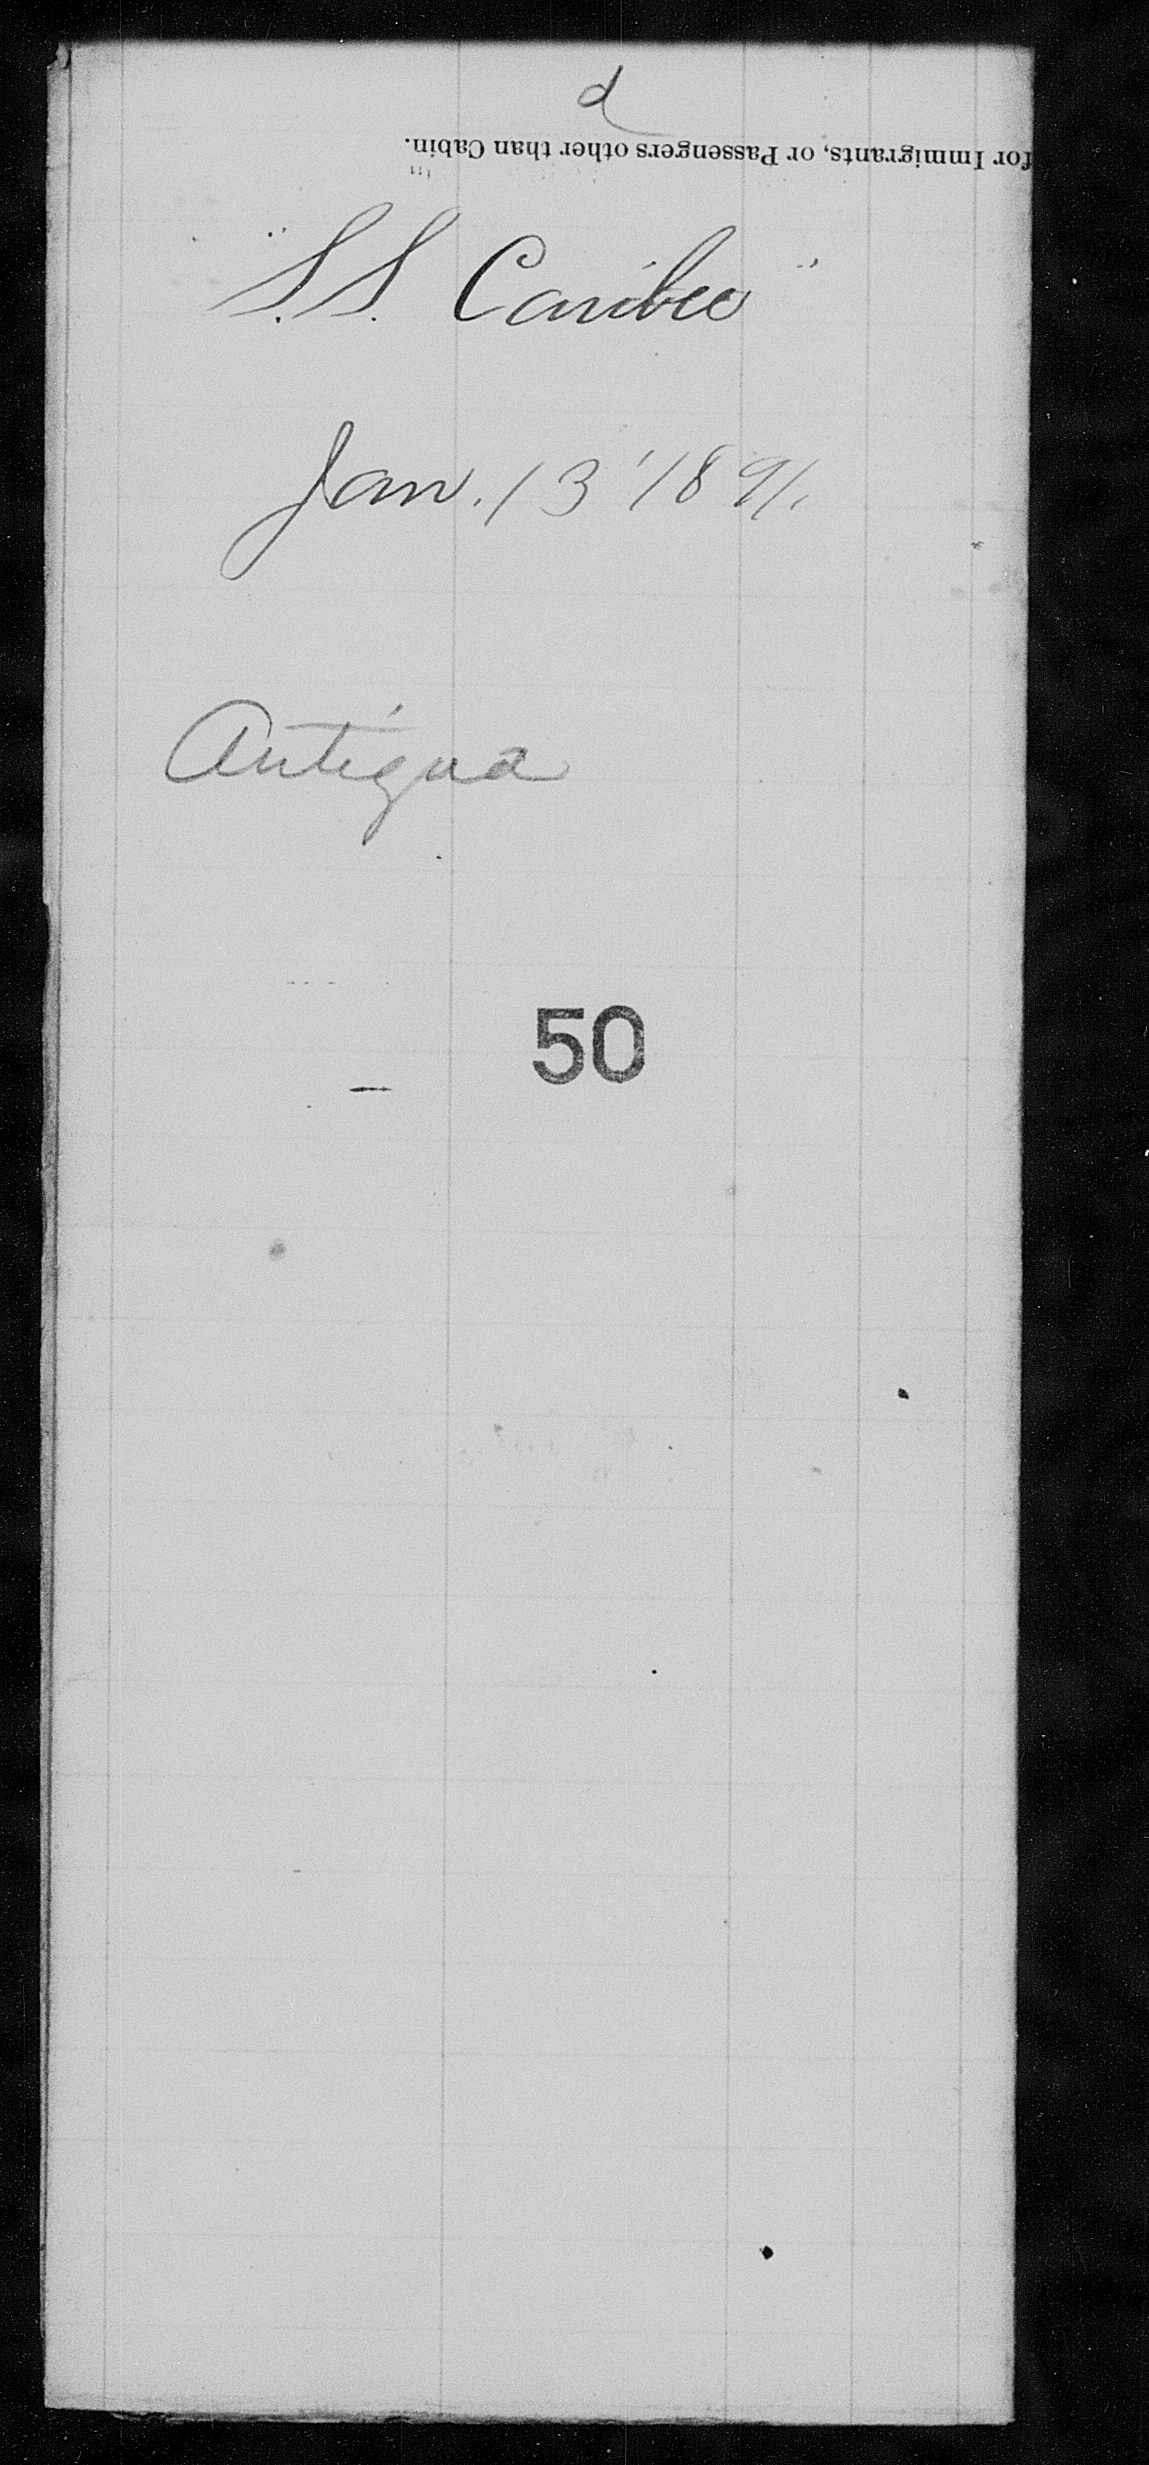 d
for Immigrants, or Passengers other than Cabin.
"S.S. Caribee"
Jan. 13 '1891.
Antigua
50